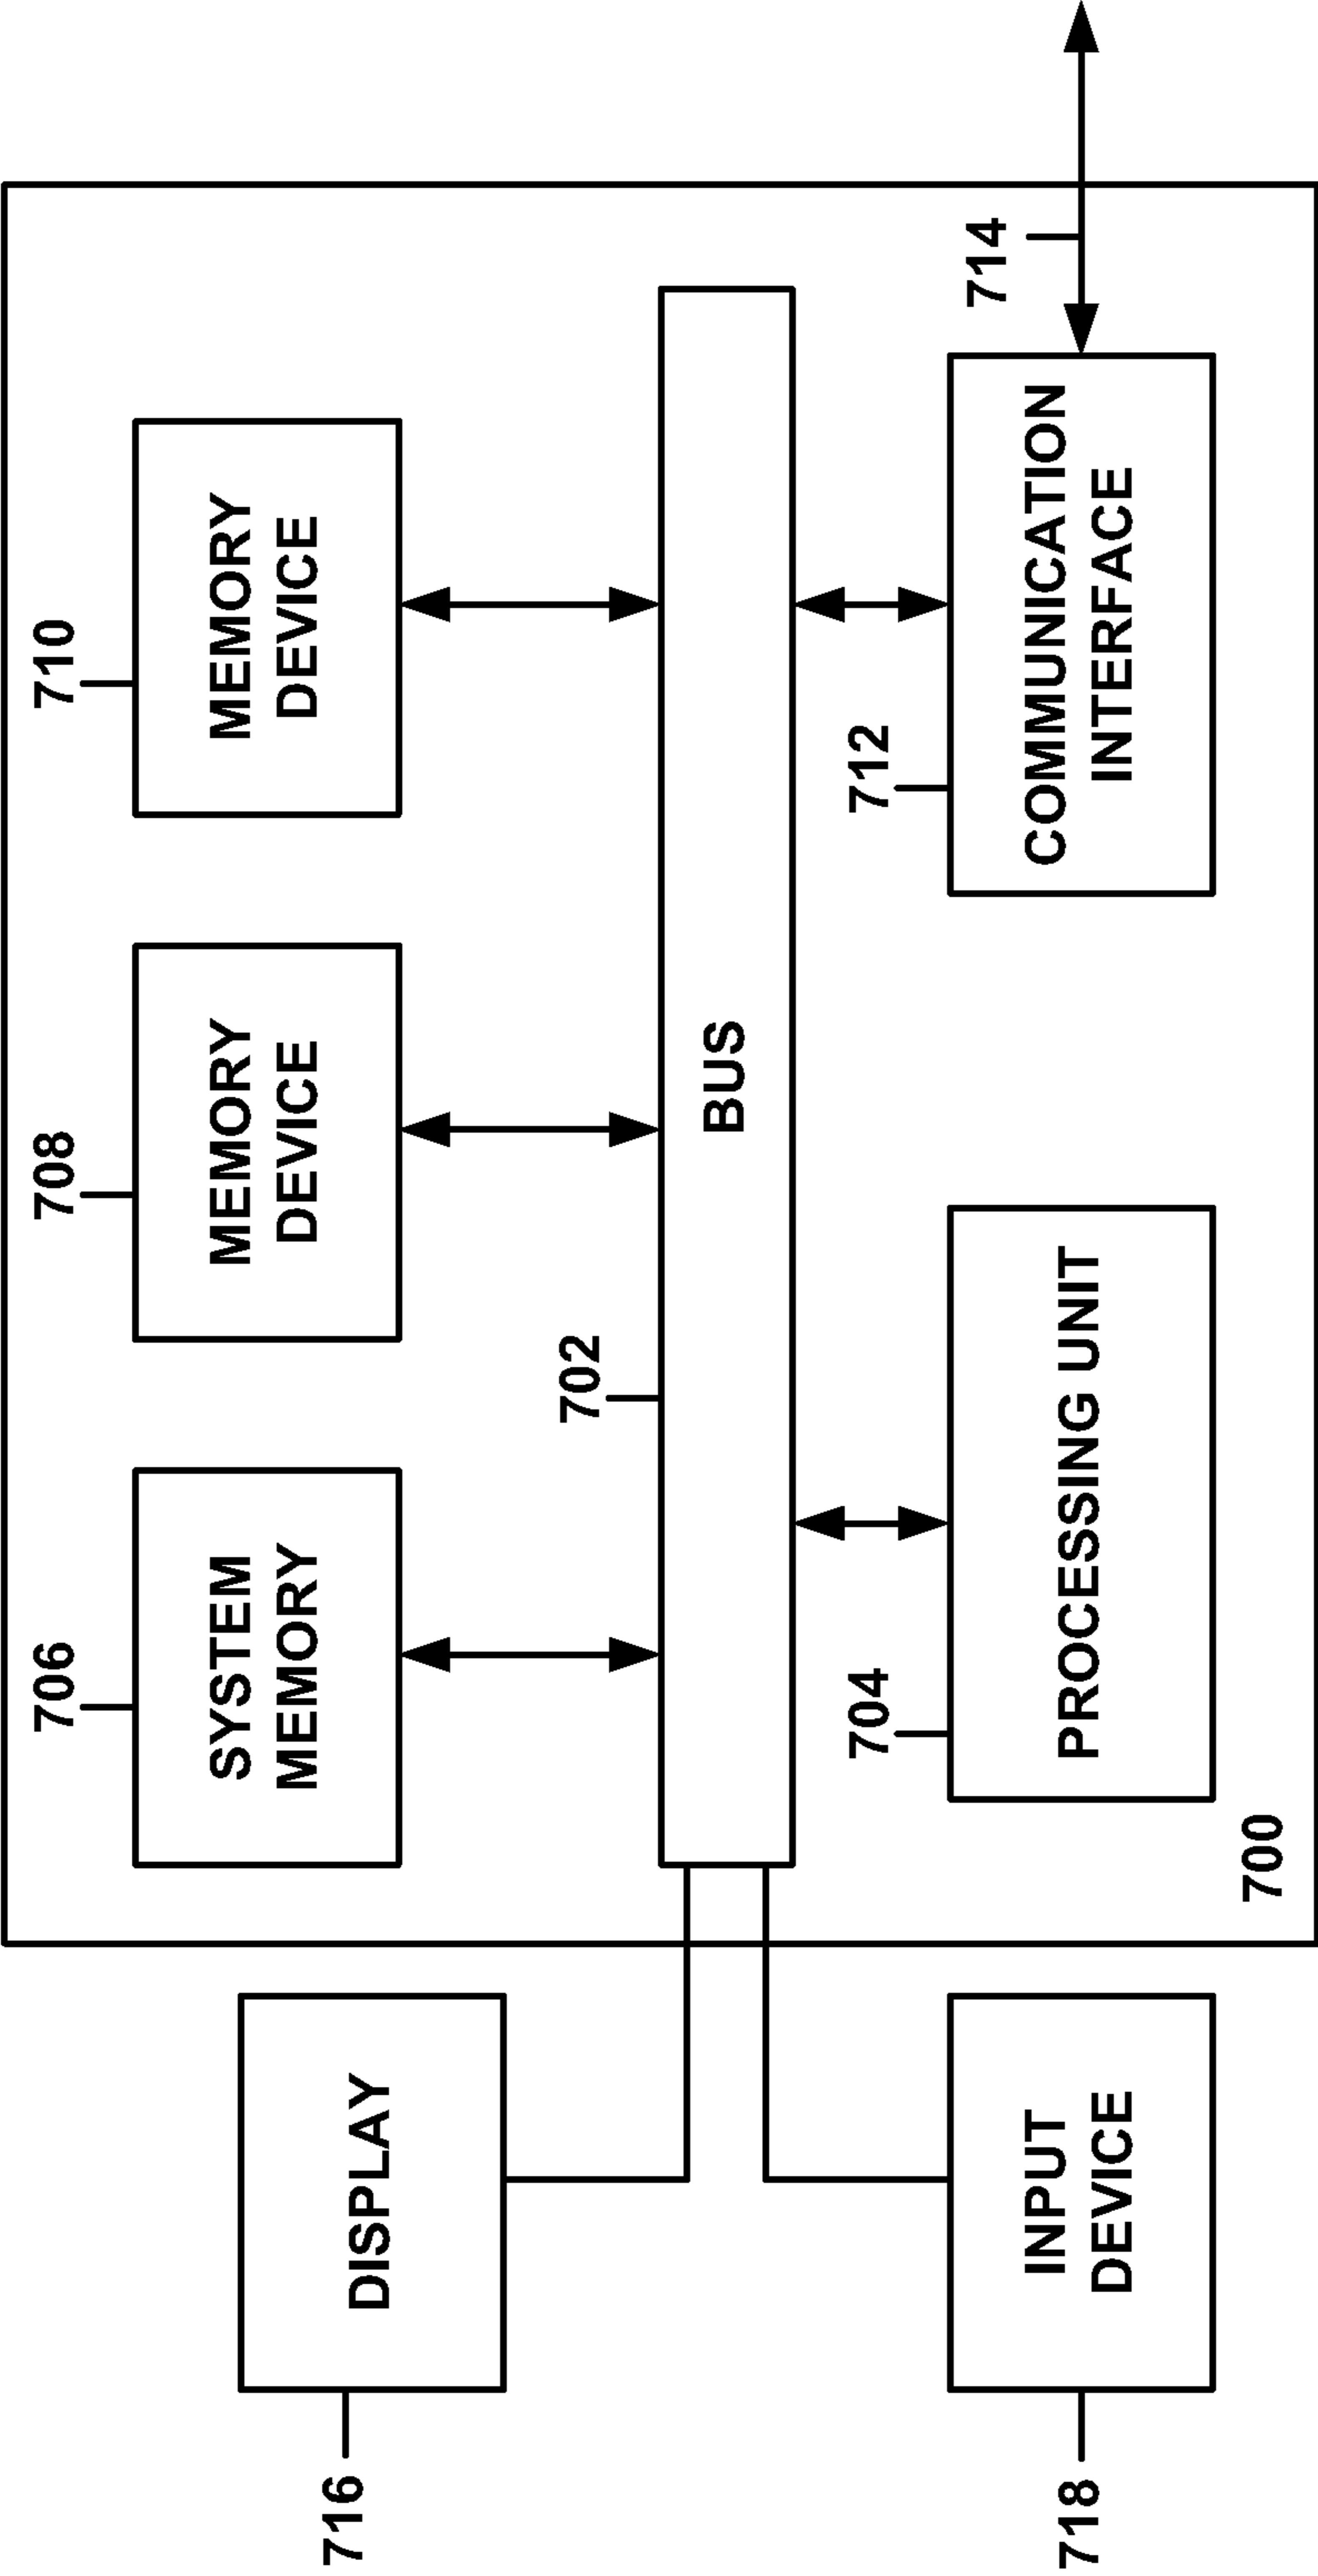 706
708
710
SYSTEM
MEMORY
MEMORY
DEVICE
MEMORY
DEVICE
716
DISPLAY
702
BUS
714
704
712
718
INPUT
DEVICE
PROCESSING UNIT
COMMUNICATION
INTERFACE
700